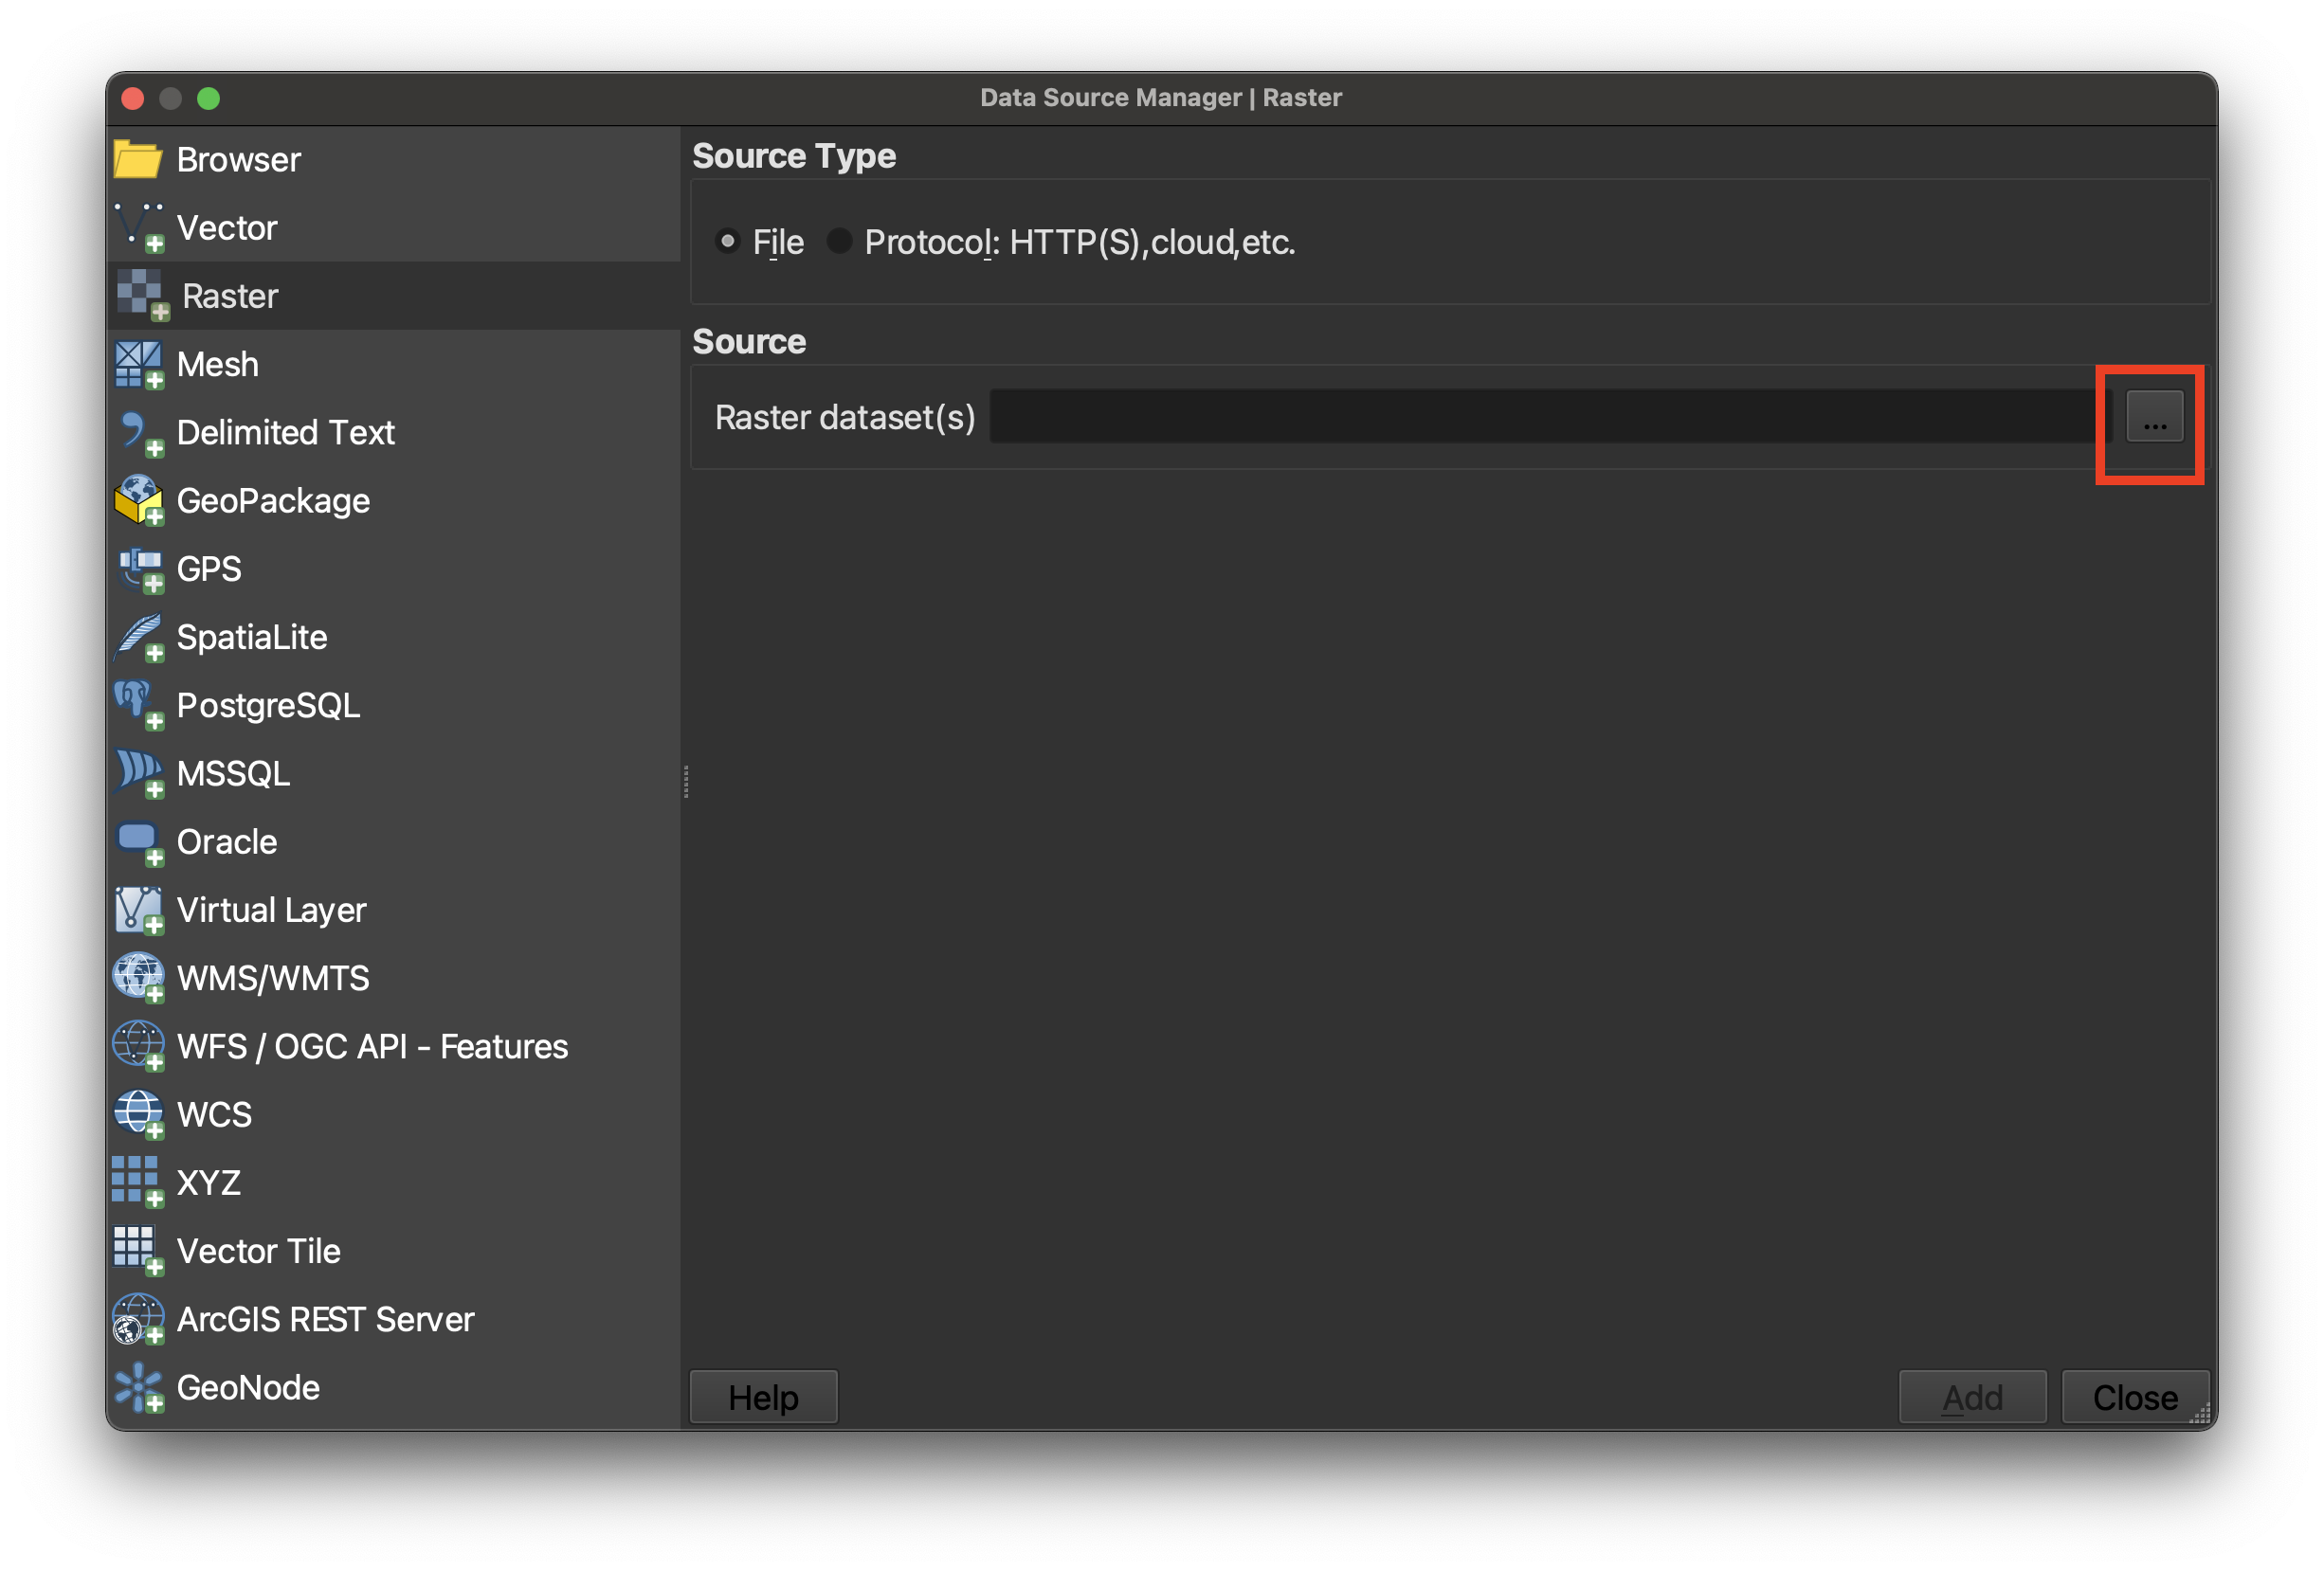 Data Source Manager | Raster
Browser
Vector
Raster
Mesh
Delimited Text
GeoPackage
GPS
SpatiaLite
PostgreSQL
MSSQL
Oracle
Virtual Layer
WMS/WMTS
WFS / OGC API - Features
WCS
XYZ
Vector Tile
ArcGIS REST Server
GeoNode
Source Type
File Protocol: HTTP(S),cloud,etc.
Source
Raster dataset(s) ...
Help Add Close